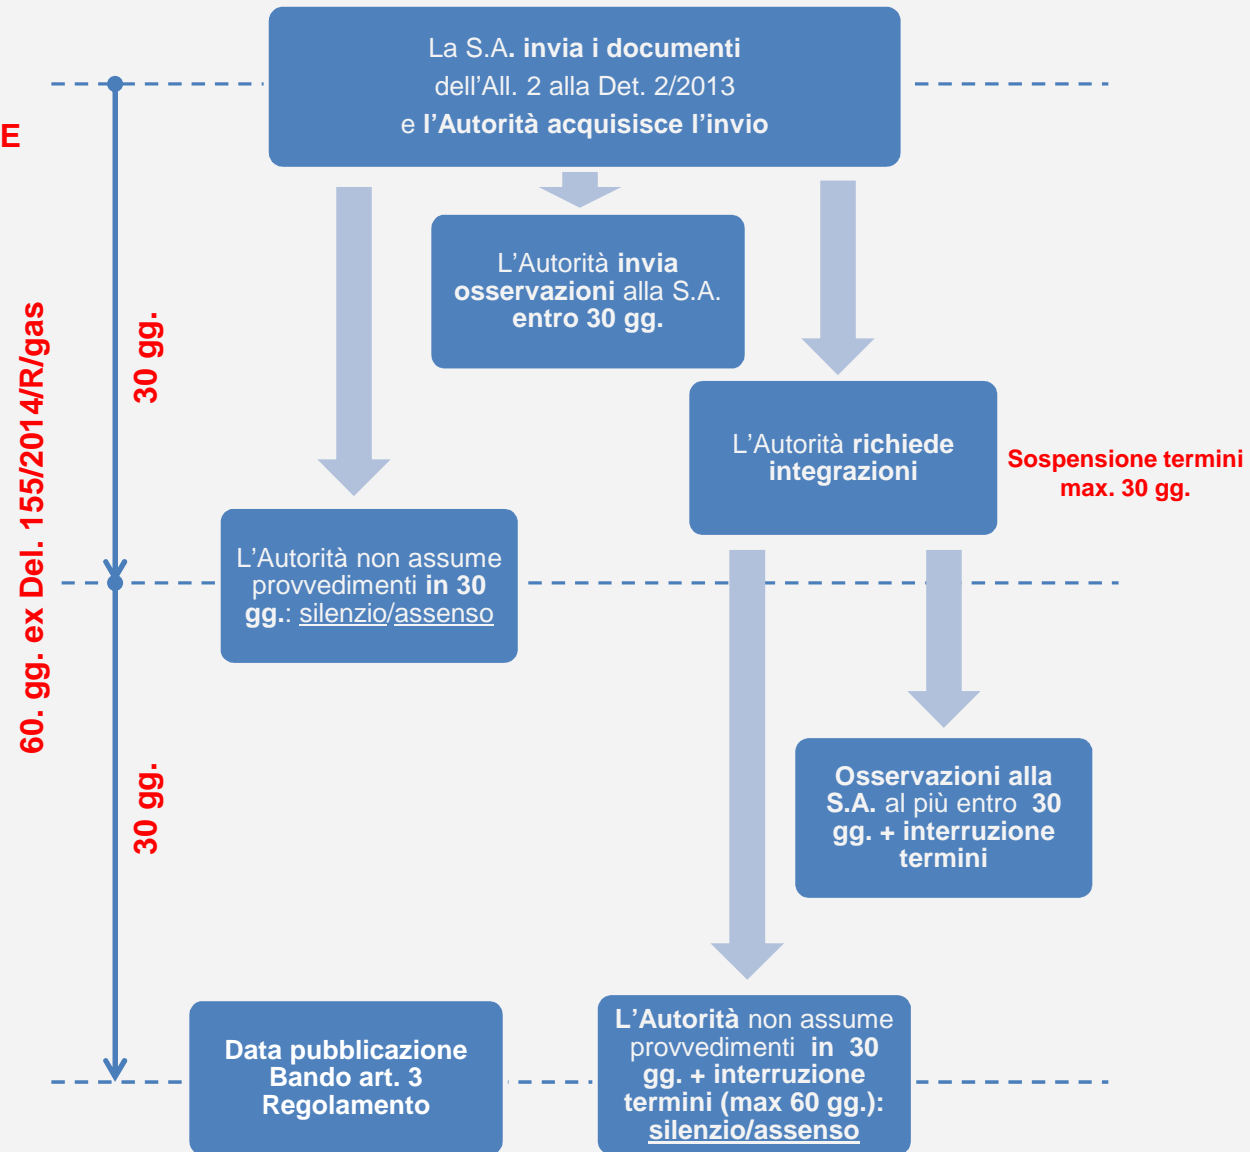 La S.A. invia i documenti
dell'All. 2 alla Det. 2/2013
e l'Autorità acquisisce l'invio
E
L'Autorità invia
osservazioni alla S.A.
entro 30 gg.
60. gg. ex Del. 155/2014/R/gas
30 gg.
L'Autorità richiede
integrazioni
Sospensione termini
max. 30 gg.
L'Autorità non assume
provvedimenti in 30
gg.: silenzio/assenso
30 gg.
Osservazioni alla
S.A. al più entro 30
gg. + interruzione
termini
Data pubblicazione
Bando art. 3
Regolamento
L'Autorità non assume
provvedimenti in 30
gg. + interruzione
termini (max 60 gg.):
silenzio/assenso